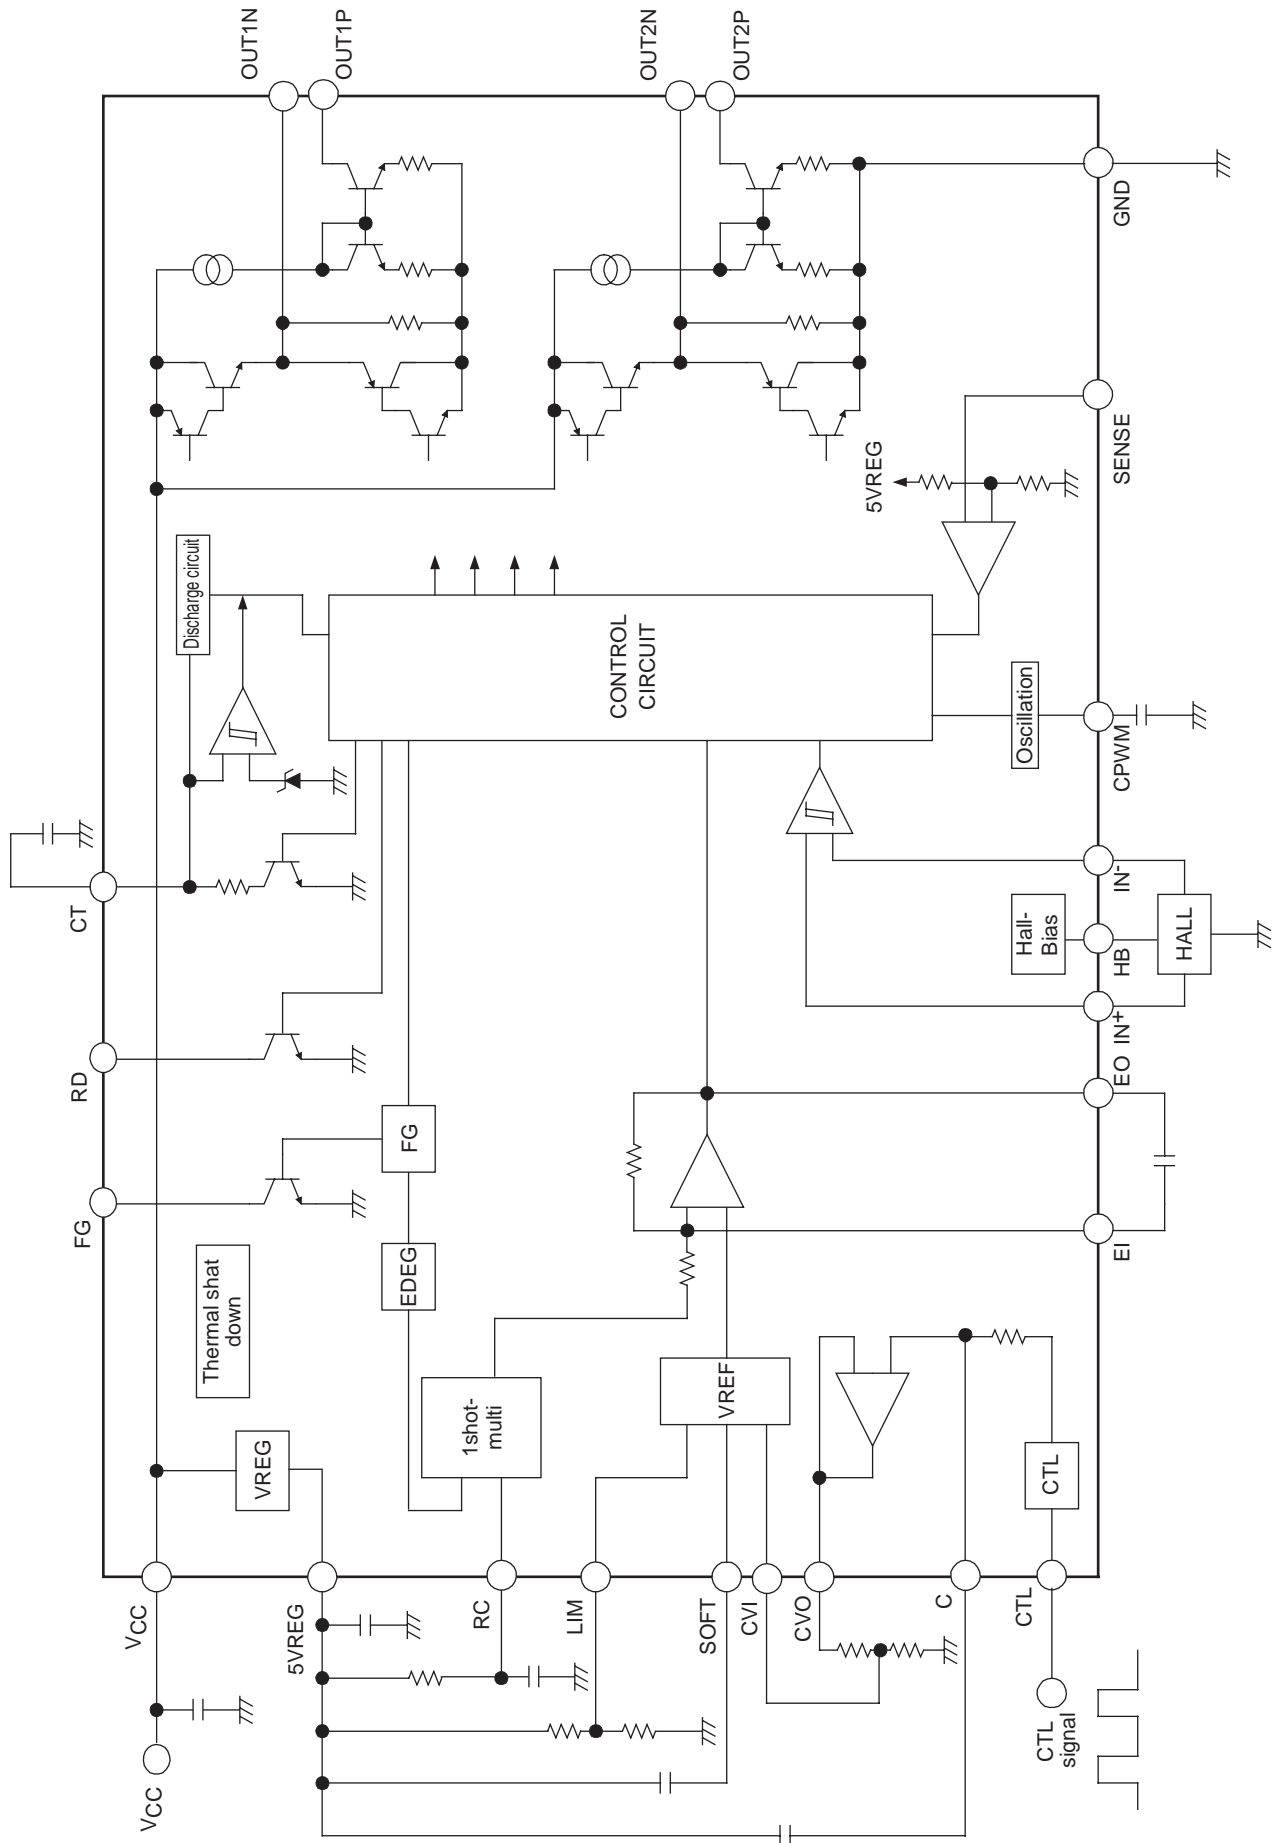 OUT1N
OUT1P
OUT2N
OUT2P
GND
SENSE
5VREG
Discharge circuit
CONTROL
CIRCUIT
Oscillation
CPWM
CT
IN-
Hall-
Bias
HB
HALL
IN+
EO
RD
FG
FG
EDEG
EI
Thermal shat
down
1shot-
multi
VREF
VREG
CTL
VCC
5VREG
RC
LIM
SOFT
CVI
CVO
C
CTL
VCC
CTL
signal